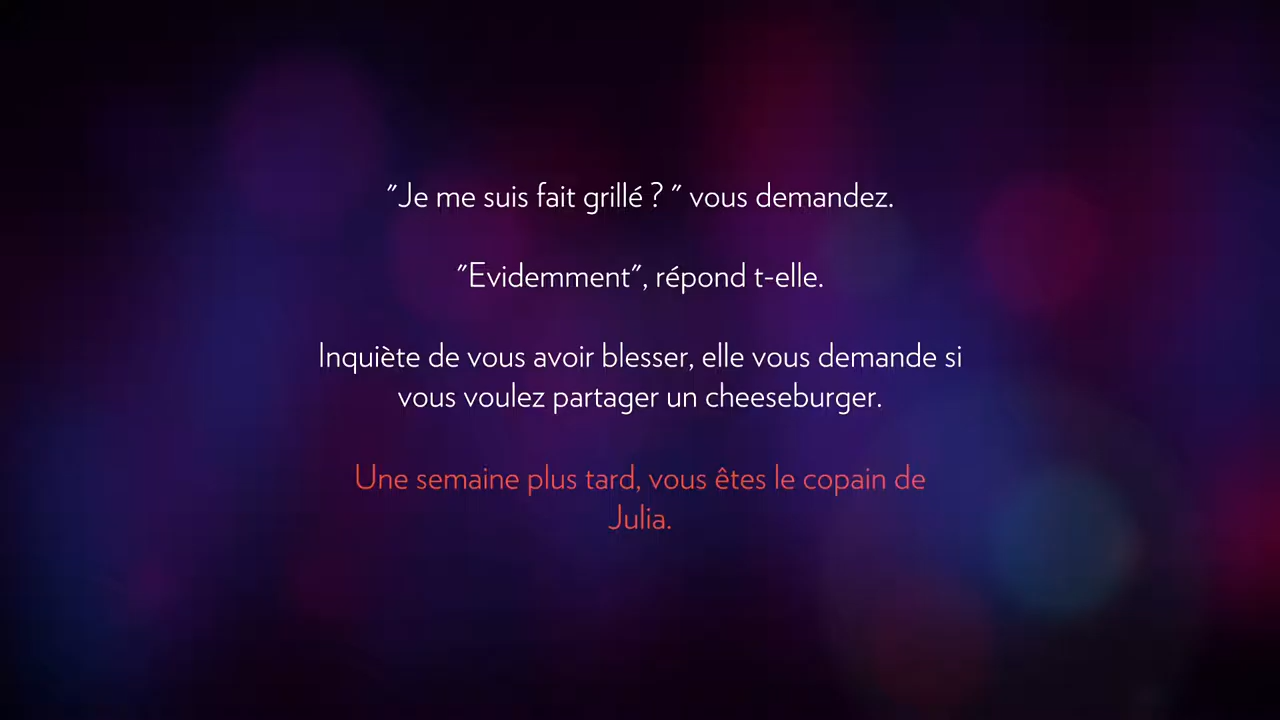 "Je me suis fait grillé ? " vous demandez.
"Evidemment", répond t-elle.
Inquiète de vous avoir blesser, elle vous demande si
vous voulez partager un cheeseburger.
Une semaine plus tard, vous êtes le copain de
Julia.